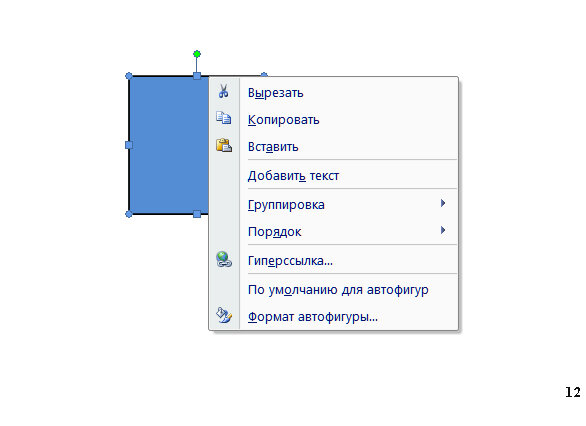 Вырезать
Копировать
Вставить
Добавить текст
Группировка
Порядок
Гиперссылка...
По умолчанию для автофигур
Формат автофигуры...
12